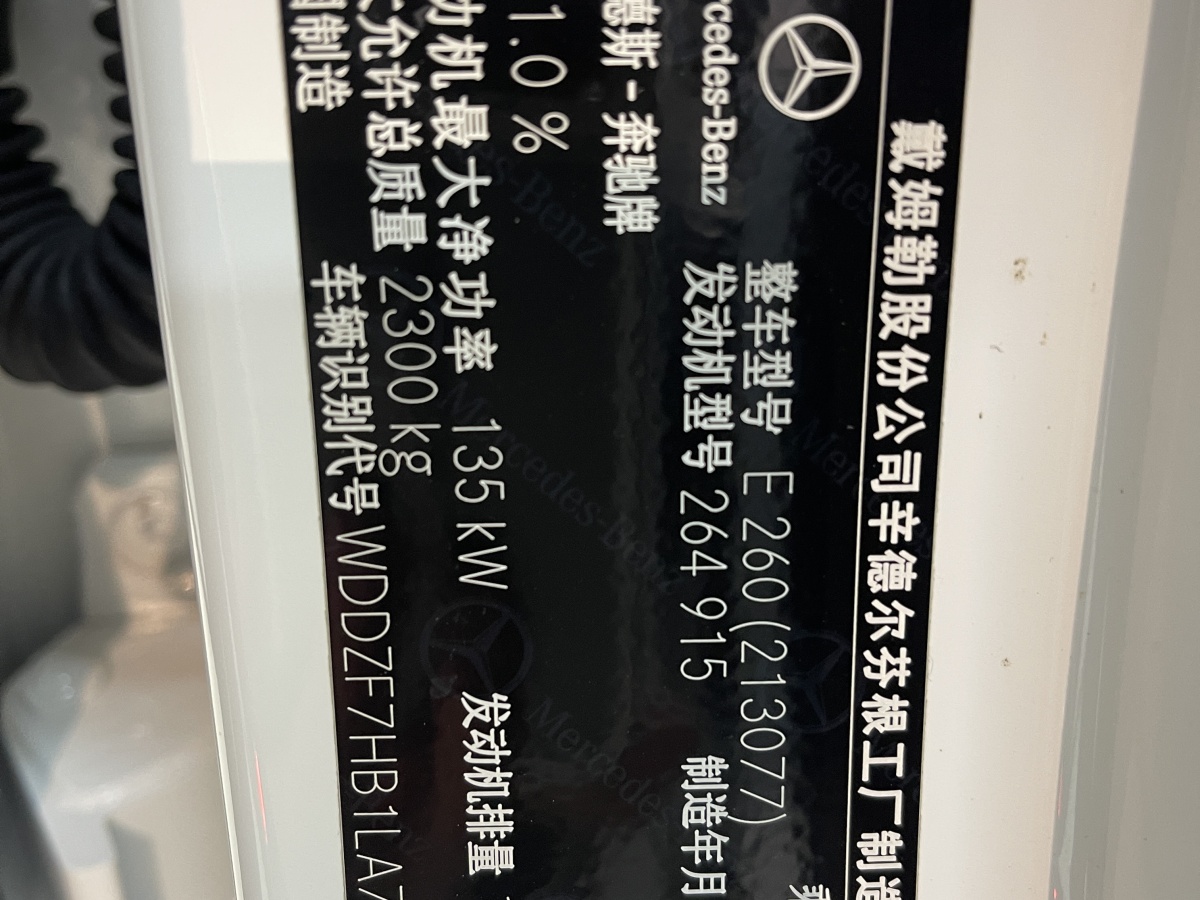 戴姆勒股份公司辛德尔芬根工厂制造
整车型号 E 260(213077)
rcedes-Benz 发动机型号 264 915 制造年月
德斯-奔驰牌
1.0 %
功机最大净功率 135 kW 发动机排量
允许总质量 2300 kg
制造 车辆识别代号 WDDZF7HB1LA